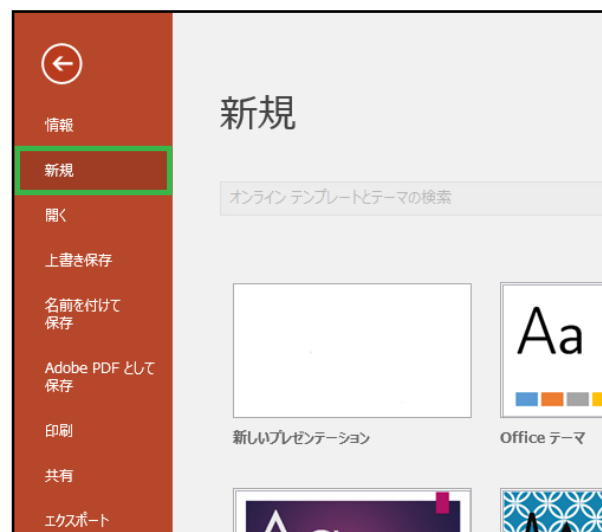 情報
新規
開く
上書き保存
名前を付けて
保存
Adobe PDF として
保存
印刷
共有
エクスポート
新規
オンライン テンプレートとテーマの検索
新しいプレゼンテーション
Aa
Office テーマ